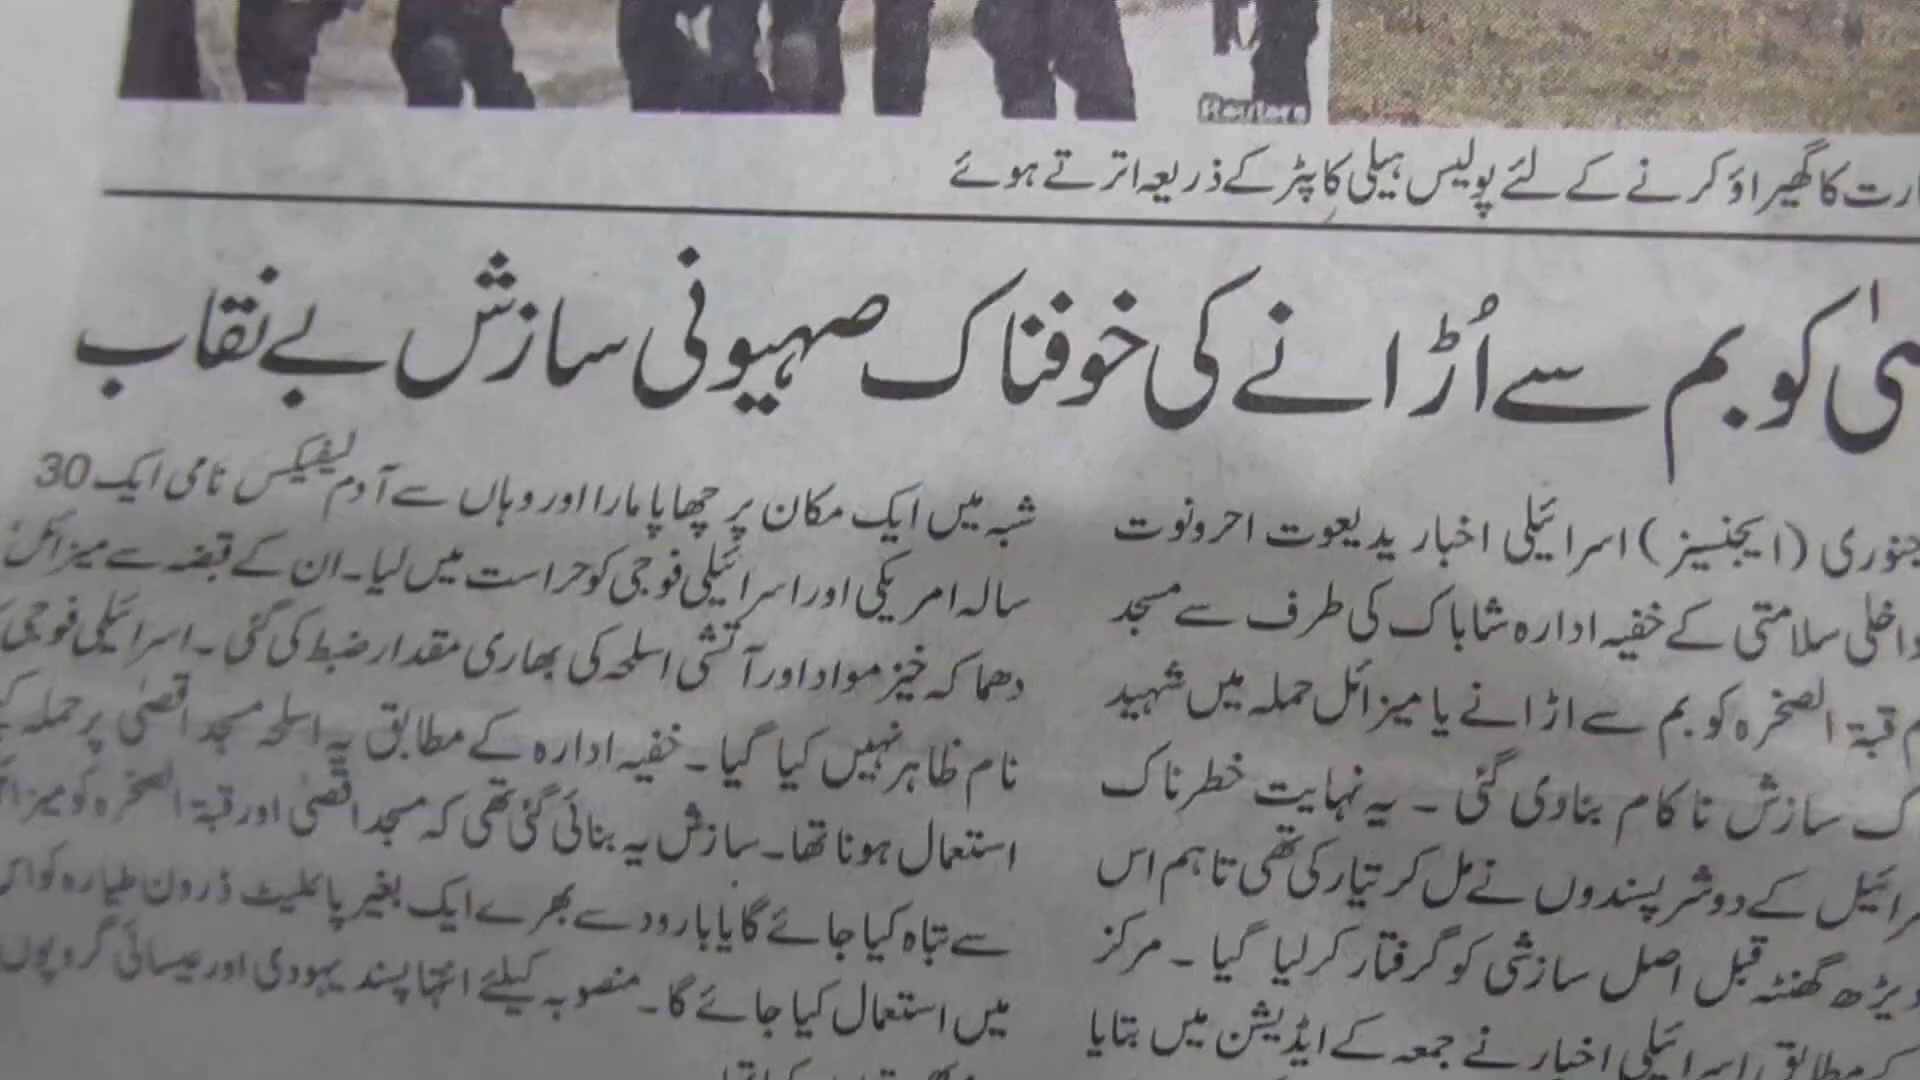 Reuters
کا گھیراؤ کرنے کے لئے پولیس ہیلی کاپٹر کے ذریعہ اترتے ہوئے
کو بم سے اُڑانے کی خوفناک صہیونی سازش بے نقاب
جنوری (ایجنسیز) اسرائیلی اخبار یدیعوت احرونوت
داخلی سلامتی کے خفیہ ادارہ شاباک کی طرف سے مسجد
قبۃ الصخرہ کو بم سے اڑانے یا میزائل حملہ میں شہید
سازش ناکام بنادی گئی ۔ یہ نہایت خطرناک
کے دو شرپسندوں نے مل کر تیار کی تھی تاہم اس
گھنٹہ قبل اصل سازشی کو گرفتار کرلیا گیا ۔ مرکز
کے مطابق اسرائیلی اخبار نے جمعہ کے ایڈیشن میں بتایا
شبہ میں ایک مکان پر چھاپا مارا اور وہاں سے آدم لیفیکس نامی ایک 30
سالہ امریکی اور اسرائیلی فوجی کو حراست میں لیا۔ ان کے قبضہ سے میزائل
دھماکہ خیز مواد اور آتشی اسلحہ کی بھاری مقدار ضبط کی گئی ۔ اسرائیلی فوجی
نام ظاہر نہیں کیا گیا ۔ خفیہ ادارہ کے مطابق یہ اسلحہ مسجد اقصیٰ پر حملہ
استعمال ہونا تھا۔ سازش یہ بنائی گئی تھی کہ مسجد اقصیٰ اور قبۃ الصخرہ کو
سے تباہ کیا جائے گا یا بارود سے بھرے ایک بغیر پائلیٹ ڈرون طیارہ کو
میں استعمال کیا جائے گا۔ منصوبہ کیلئے انتہا پسند یہودی اور عیسائی گروپوں